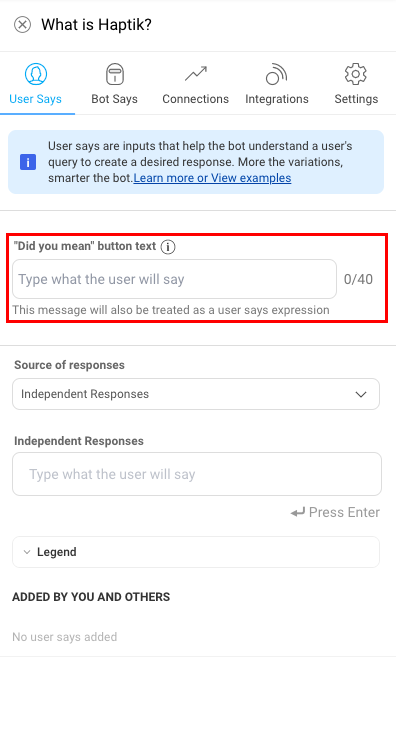 What is Haptik?
User Says Bot Says Connections Integrations Settings
User says are inputs that help the bot understand a user's
query to create a desired response. More the variations,
smarter the bot.Learn more or View examples
"Did you mean" button text
Type what the user will say 0/40
This message will also be treated as a user says expression
Source of responses
Independent Responses
Independent Responses
Type what the user will say
Press Enter
Legend
ADDED BY YOU AND OTHERS
No user says added